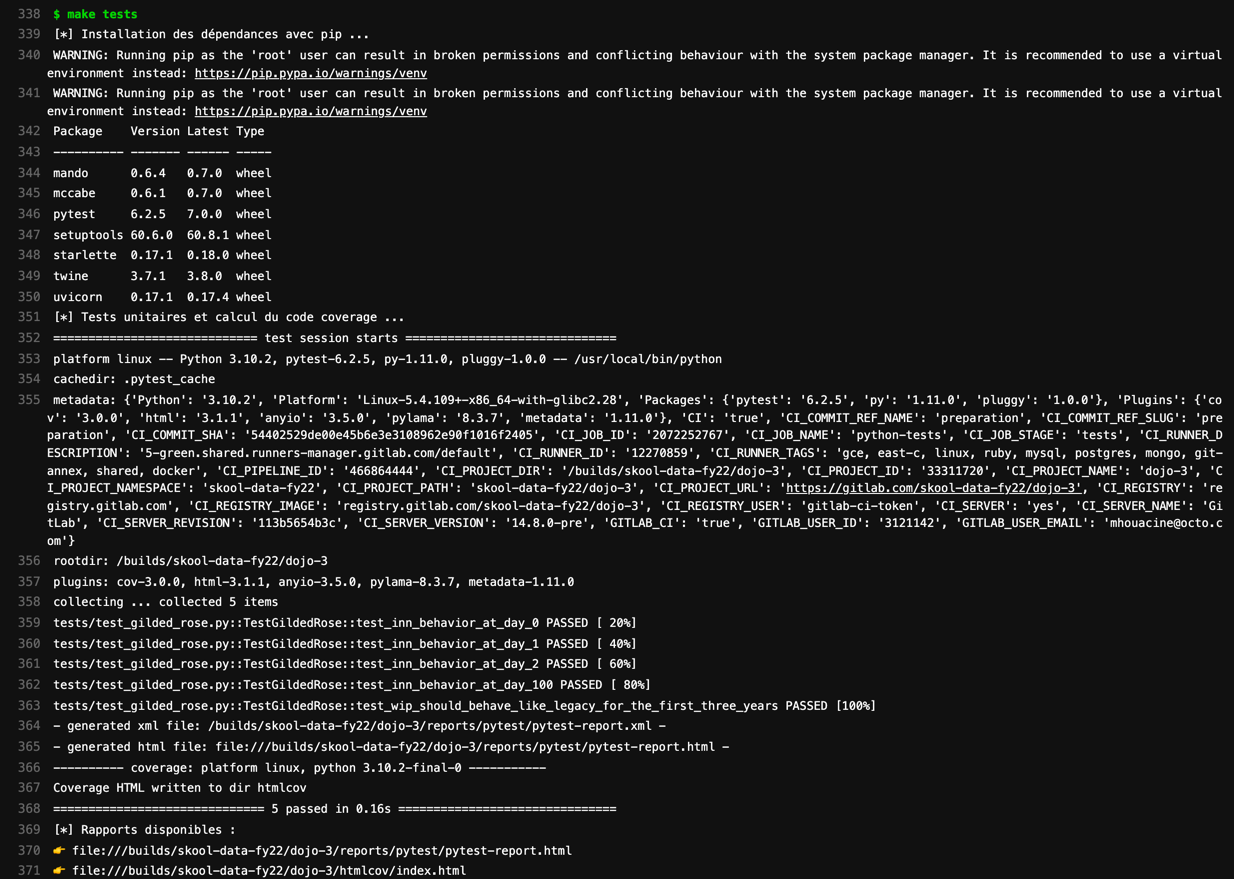 338 $ make tests
339 [*] Installation des dépendances avec pip ...
340 WARNING: Running pip as the 'root' user can result in broken permissions and conflicting behaviour with the system package manager. It is recommended to use a virtual
environment instead: https://pip.pypa.io/warnings/venv
341 WARNING: Running pip as the 'root' user can result in broken permissions and conflicting behaviour with the system package manager. It is recommended to use a virtual
environment instead: https://pip.pypa.io/warnings/venv
342 Package    Version Latest Type
343 ---------- ------- ------ -----
344 mando      0.6.4   0.7.0  wheel
345 mccabe     0.6.1   0.7.0  wheel
346 pytest     6.2.5   7.0.0  wheel
347 setuptools 60.6.0  60.8.1 wheel
348 starlette  0.17.1  0.18.0 wheel
349 twine      3.7.1   3.8.0  wheel
350 uvicorn    0.17.1  0.17.4 wheel
351 [*] Tests unitaires et calcul du code coverage ...
352 ============================= test session starts ==============================
353 platform linux -- Python 3.10.2, pytest-6.2.5, py-1.11.0, pluggy-1.0.0 -- /usr/local/bin/python
354 cachedir: .pytest_cache
355 metadata: {'Python': '3.10.2', 'Platform': 'Linux-5.4.109+-x86_64-with-glibc2.28', 'Packages': {'pytest': '6.2.5', 'py': '1.11.0', 'pluggy': '1.0.0'}, 'Plugins': {'co
v': '3.0.0', 'html': '3.1.1', 'anyio': '3.5.0', 'pylama': '8.3.7', 'metadata': '1.11.0'}, 'CI': 'true', 'CI_COMMIT_REF_NAME': 'preparation', 'CI_COMMIT_REF_SLUG': 'pre
paration', 'CI_COMMIT_SHA': '54402529de00e45b6e3e3108962e90f1016f2405', 'CI_JOB_ID': '2072252767', 'CI_JOB_NAME': 'python-tests', 'CI_JOB_STAGE': 'tests', 'CI_RUNNER_D
ESCRIPTION': '5-green.shared.runners-manager.gitlab.com/default', 'CI_RUNNER_ID': '12270859', 'CI_RUNNER_TAGS': 'gce, east-c, linux, ruby, mysql, postgres, mongo, git-
annex, shared, docker', 'CI_PIPELINE_ID': '466864444', 'CI_PROJECT_DIR': '/builds/skool-data-fy22/dojo-3', 'CI_PROJECT_ID': '33311720', 'CI_PROJECT_NAME': 'dojo-3', 'C
I_PROJECT_NAMESPACE': 'skool-data-fy22', 'CI_PROJECT_PATH': 'skool-data-fy22/dojo-3', 'CI_PROJECT_URL': 'https://gitlab.com/skool-data-fy22/dojo-3', 'CI_REGISTRY': 're
gistry.gitlab.com', 'CI_REGISTRY_IMAGE': 'registry.gitlab.com/skool-data-fy22/dojo-3', 'CI_REGISTRY_USER': 'gitlab-ci-token', 'CI_SERVER': 'yes', 'CI_SERVER_NAME': 'Gi
tLab', 'CI_SERVER_REVISION': '113b5654b3c', 'CI_SERVER_VERSION': '14.8.0-pre', 'GITLAB_CI': 'true', 'GITLAB_USER_ID': '3121142', 'GITLAB_USER_EMAIL': 'mhouacine@octo.c
om'}
356 rootdir: /builds/skool-data-fy22/dojo-3
357 plugins: cov-3.0.0, html-3.1.1, anyio-3.5.0, pylama-8.3.7, metadata-1.11.0
358 collecting ... collected 5 items
359 tests/test_gilded_rose.py::TestGildedRose::test_inn_behavior_at_day_0 PASSED [ 20%]
360 tests/test_gilded_rose.py::TestGildedRose::test_inn_behavior_at_day_1 PASSED [ 40%]
361 tests/test_gilded_rose.py::TestGildedRose::test_inn_behavior_at_day_2 PASSED [ 60%]
362 tests/test_gilded_rose.py::TestGildedRose::test_inn_behavior_at_day_100 PASSED [ 80%]
363 tests/test_gilded_rose.py::TestGildedRose::test_wip_should_behave_like_legacy_for_the_first_three_years PASSED [100%]
364 - generated xml file: /builds/skool-data-fy22/dojo-3/reports/pytest/pytest-report.xml -
365 - generated html file: file:///builds/skool-data-fy22/dojo-3/reports/pytest/pytest-report.html -
366 ---------- coverage: platform linux, python 3.10.2-final-0 -----------
367 Coverage HTML written to dir htmlcov
368 ============================== 5 passed in 0.16s ===============================
369 [*] Rapports disponibles :
370 👉 file:///builds/skool-data-fy22/dojo-3/reports/pytest/pytest-report.html
371 👉 file:///builds/skool-data-fy22/dojo-3/htmlcov/index.html